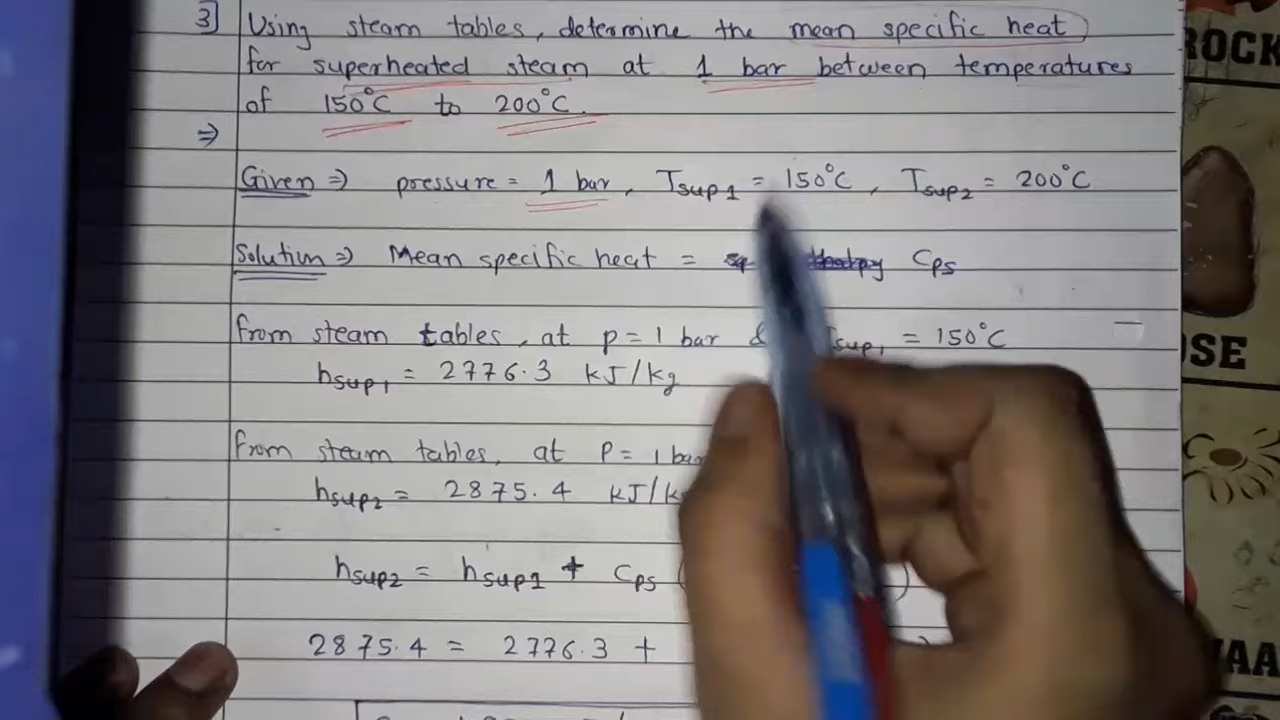 3] Using steam tables, determine the mean specific heat
for superheated steam at 1 bar between temperatures
of 150°C to 200°C.
⇒
Given ⇒ pressure = 1 bar, Tsup1 = 150°C, Tsup2 = 200°C
Solution ⇒ Mean specific heat = Cps
from steam tables, at p = 1 bar & Tsup1 = 150°C
hsup1 = 2776.3 kJ/kg
from steam tables, at P = 1 bar
hsup2 = 2875.4 kJ/k
hsup2 = hsup1 + Cps ( )
2875.4 = 2776.3 +
ROCK
OSE